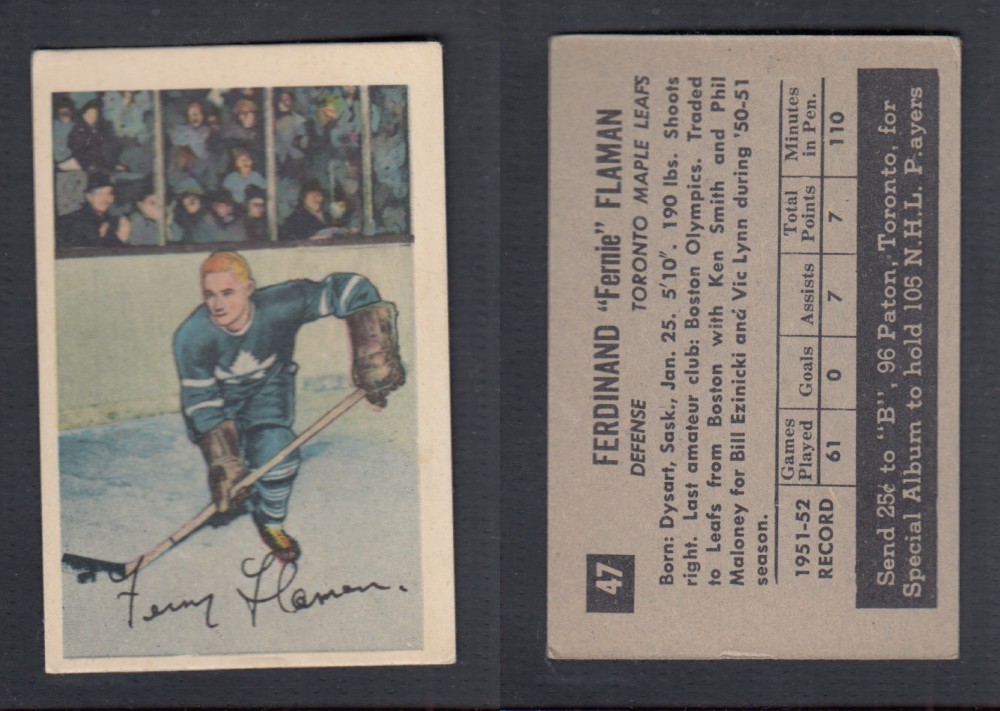 Ferny Flaman.
47
FERDINAND "Fernie" FLAMAN
DEFENSE TORONTO MAPLE LEAFS
Born: Dysart, Sask., Jan. 25. 5'10". 190 lbs. Shoots
right. Last amateur club: Boston Olympics. Traded
to Leafs from Boston with Ken Smith and Phil
Maloney for Bill Ezinicki and Vic Lynn during '50-51
season.
1951-52 RECORD
Games Played Goals Assists Total Points Minutes in Pen.
61 0 7 7 110
Send 25¢ to "B", 96 Paton, Toronto, for
Special Album to hold 105 N.H.L. P.ayers